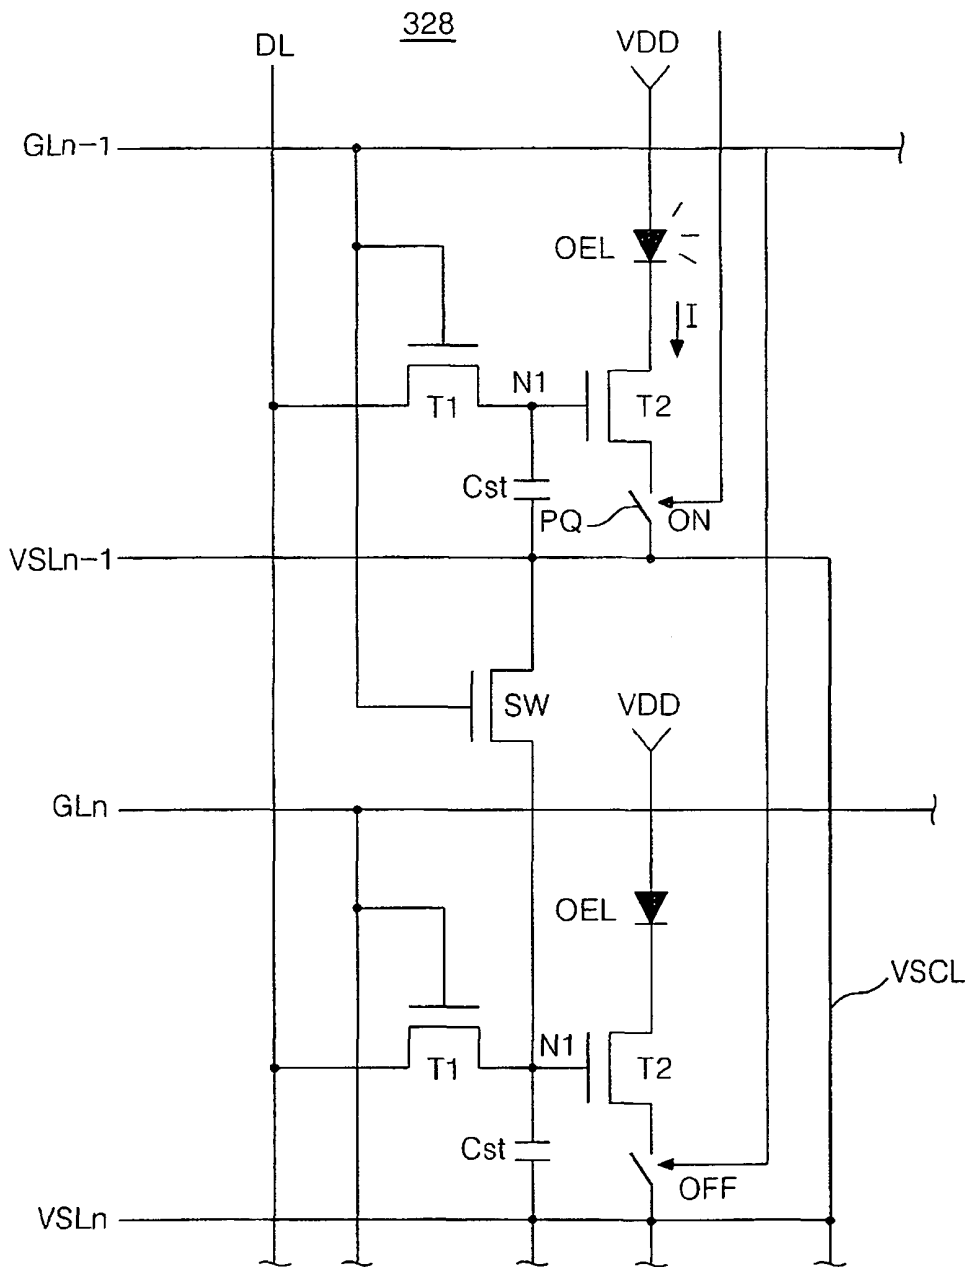 328
DL
VDD
GLn-1
OEL
I
N1
T1
T2
Cst
PQ
ON
VSLn-1
SW
VDD
GLn
OEL
VSCL
N1
T1
T2
Cst
OFF
VSLn